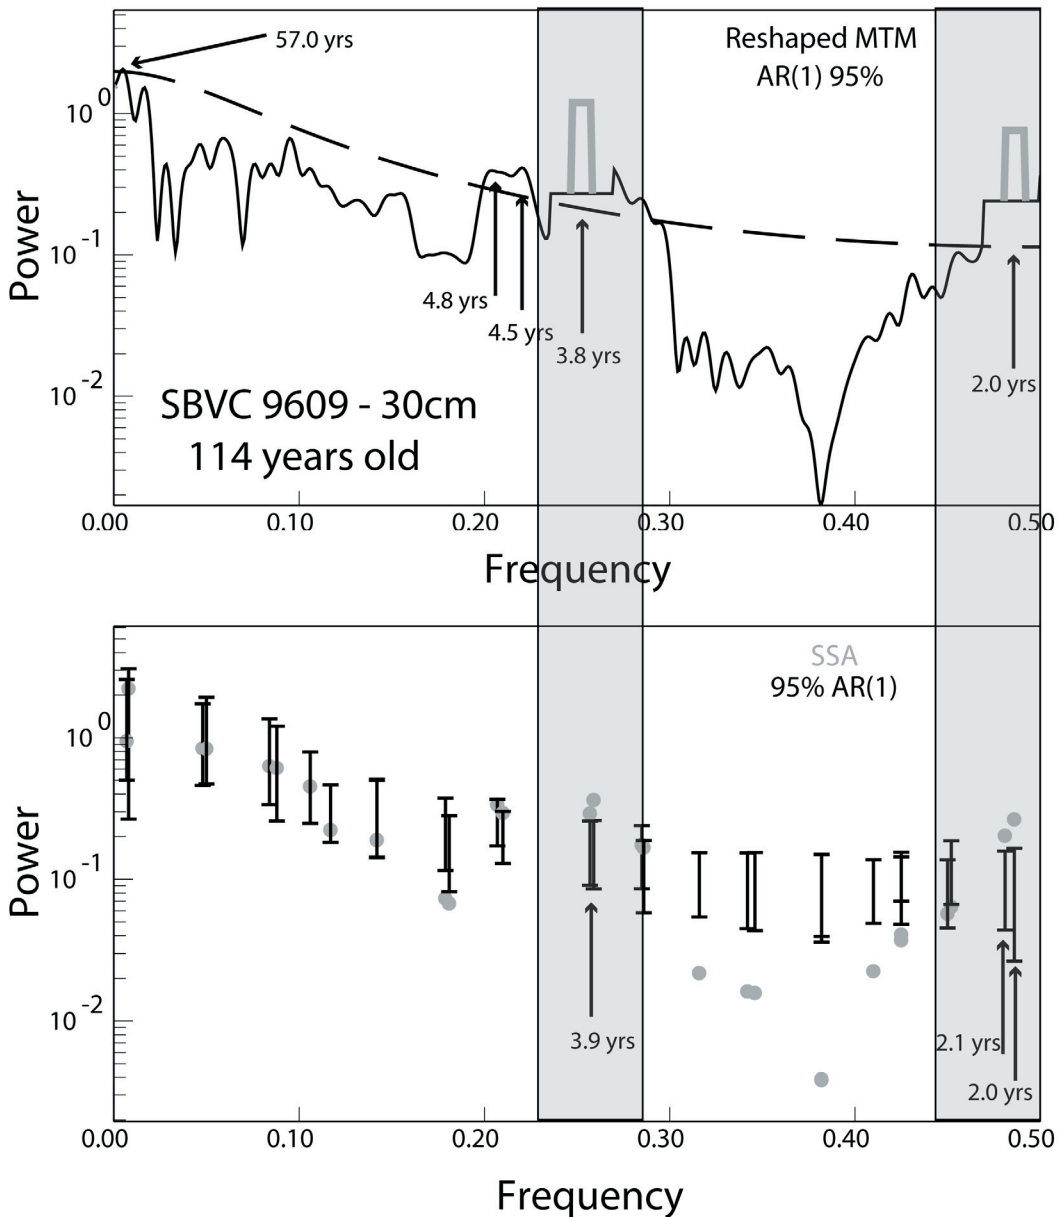 57.0 yrs
Reshaped MTM
AR(1) 95%
10 0
Power
10 -1
4.8 yrs
4.5 yrs
3.8 yrs
2.0 yrs
10 -2
SBVC 9609 - 30cm
114 years old
0.00 0.10 0.20 0.30 0.40 0.50
Frequency
SSA
95% AR(1)
10 0
Power
10 -1
10 -2
3.9 yrs
2.1 yrs
2.0 yrs
0.00 0.10 0.20 0.30 0.40 0.50
Frequency